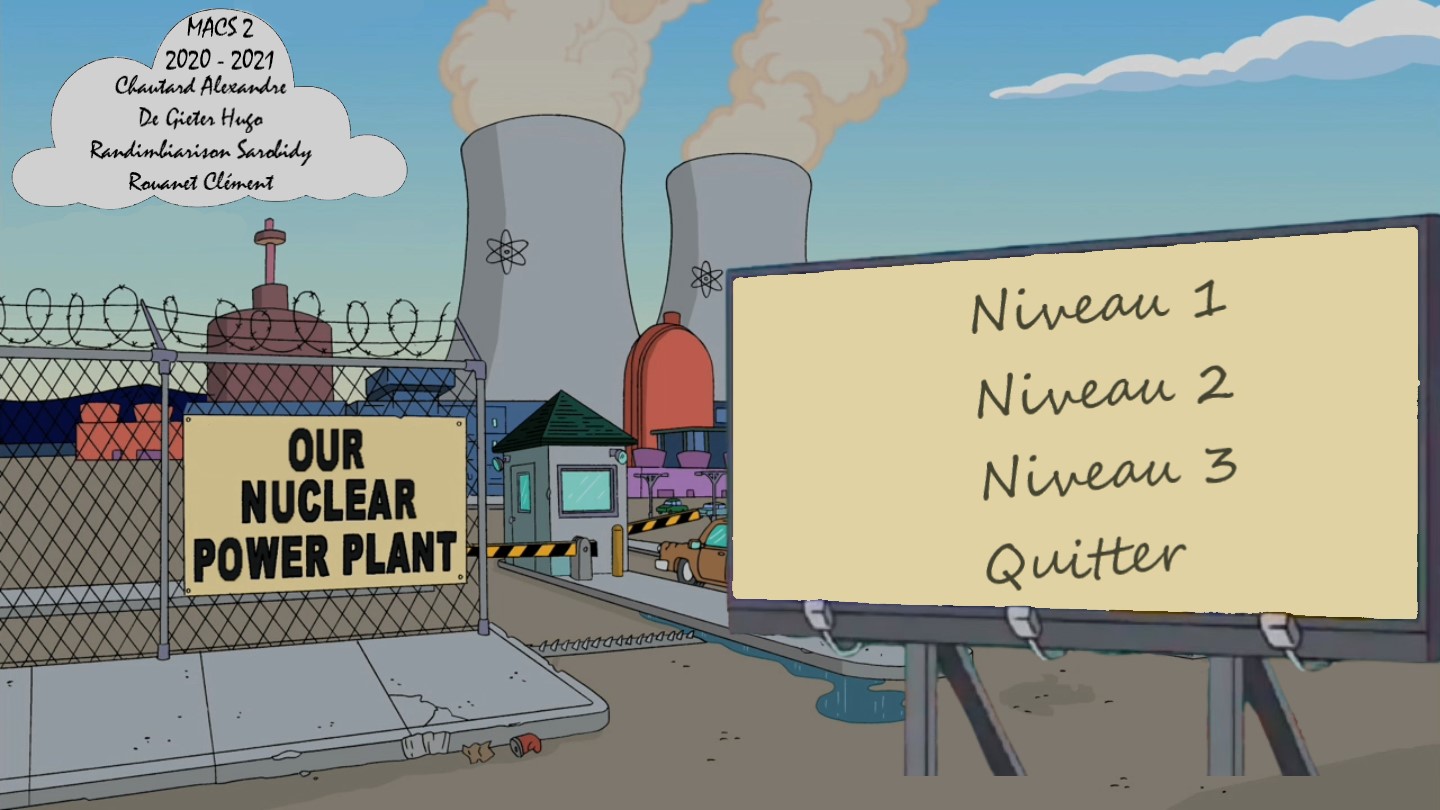 MACS 2
2020 - 2021
Chautard Alexandre
De Gieter Hugo
Randimbiarison Sarobidy
Rouanet Clément
OUR
NUCLEAR
POWER PLANT
Niveau 1
Niveau 2
Niveau 3
Quitter